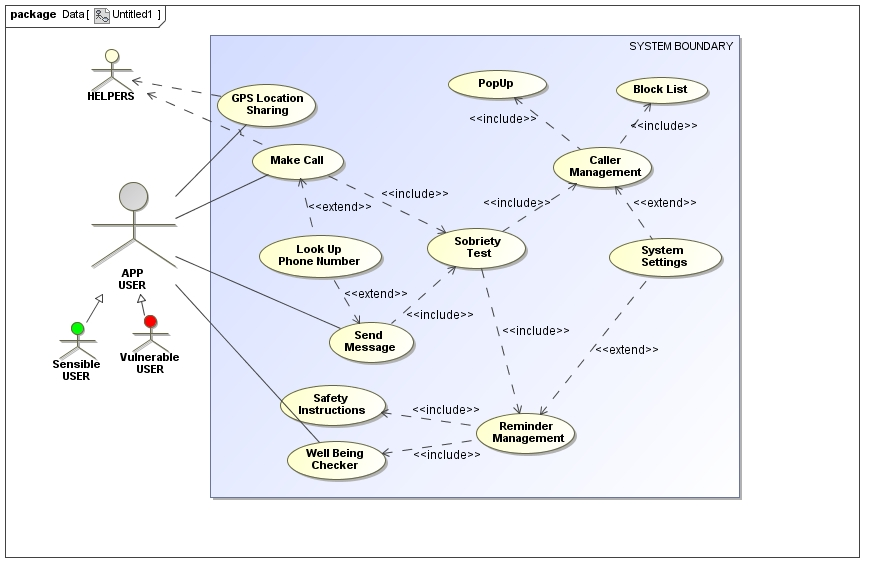 package Data [ Untitled1 ]
SYSTEM BOUNDARY
HELPERS
GPS Location
Sharing
PopUp
Block List
<<include>>
<<include>>
Make Call
Caller
Management
<<include>>
<<include>>
<<extend>>
<<extend>>
Look Up
Phone Number
Sobriety
Test
System
Settings
APP
USER
<<extend>>
<<include>>
<<include>>
Send
Message
<<extend>>
Sensible
USER
Vulnerable
USER
Safety
Instructions
<<include>>
Reminder
Management
Well Being
Checker
<<include>>